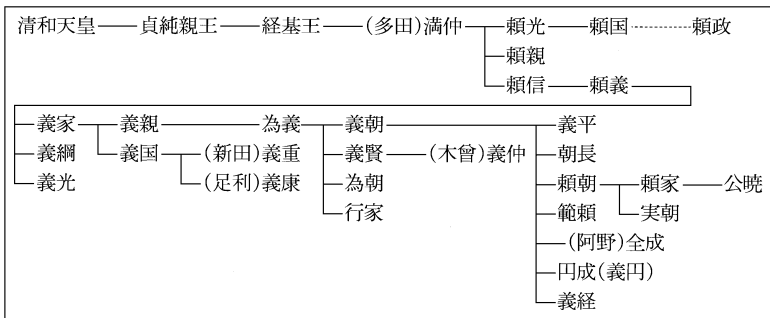 清和天皇 貞純親王 経基王 (多田)満仲 頼光 頼国 頼政
頼親
頼信 頼義
義家 義親 為義 義朝 義平
義綱 義国 (新田)義重 義賢 (木曾)義仲 朝長
義光 (足利)義康 為朝 頼朝 頼家 公暁
行家 範頼 実朝
(阿野)全成
円成(義円)
義経